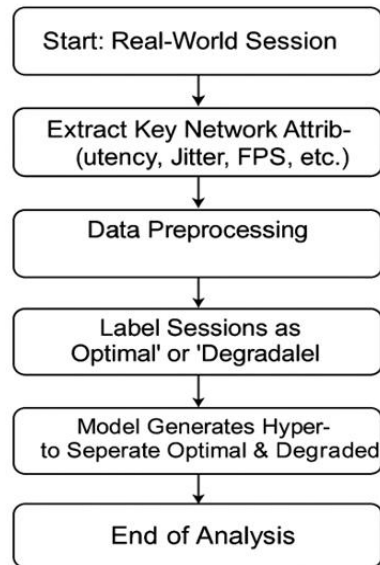 Start: Real-World Session
Extract Key Network Attrib-
(utency, Jitter, FPS, etc.)
Data Preprocessing
Label Sessions as
Optimal' or 'Degradalel
Model Generates Hyper-
to Seperate Optimal & Degraded
End of Analysis